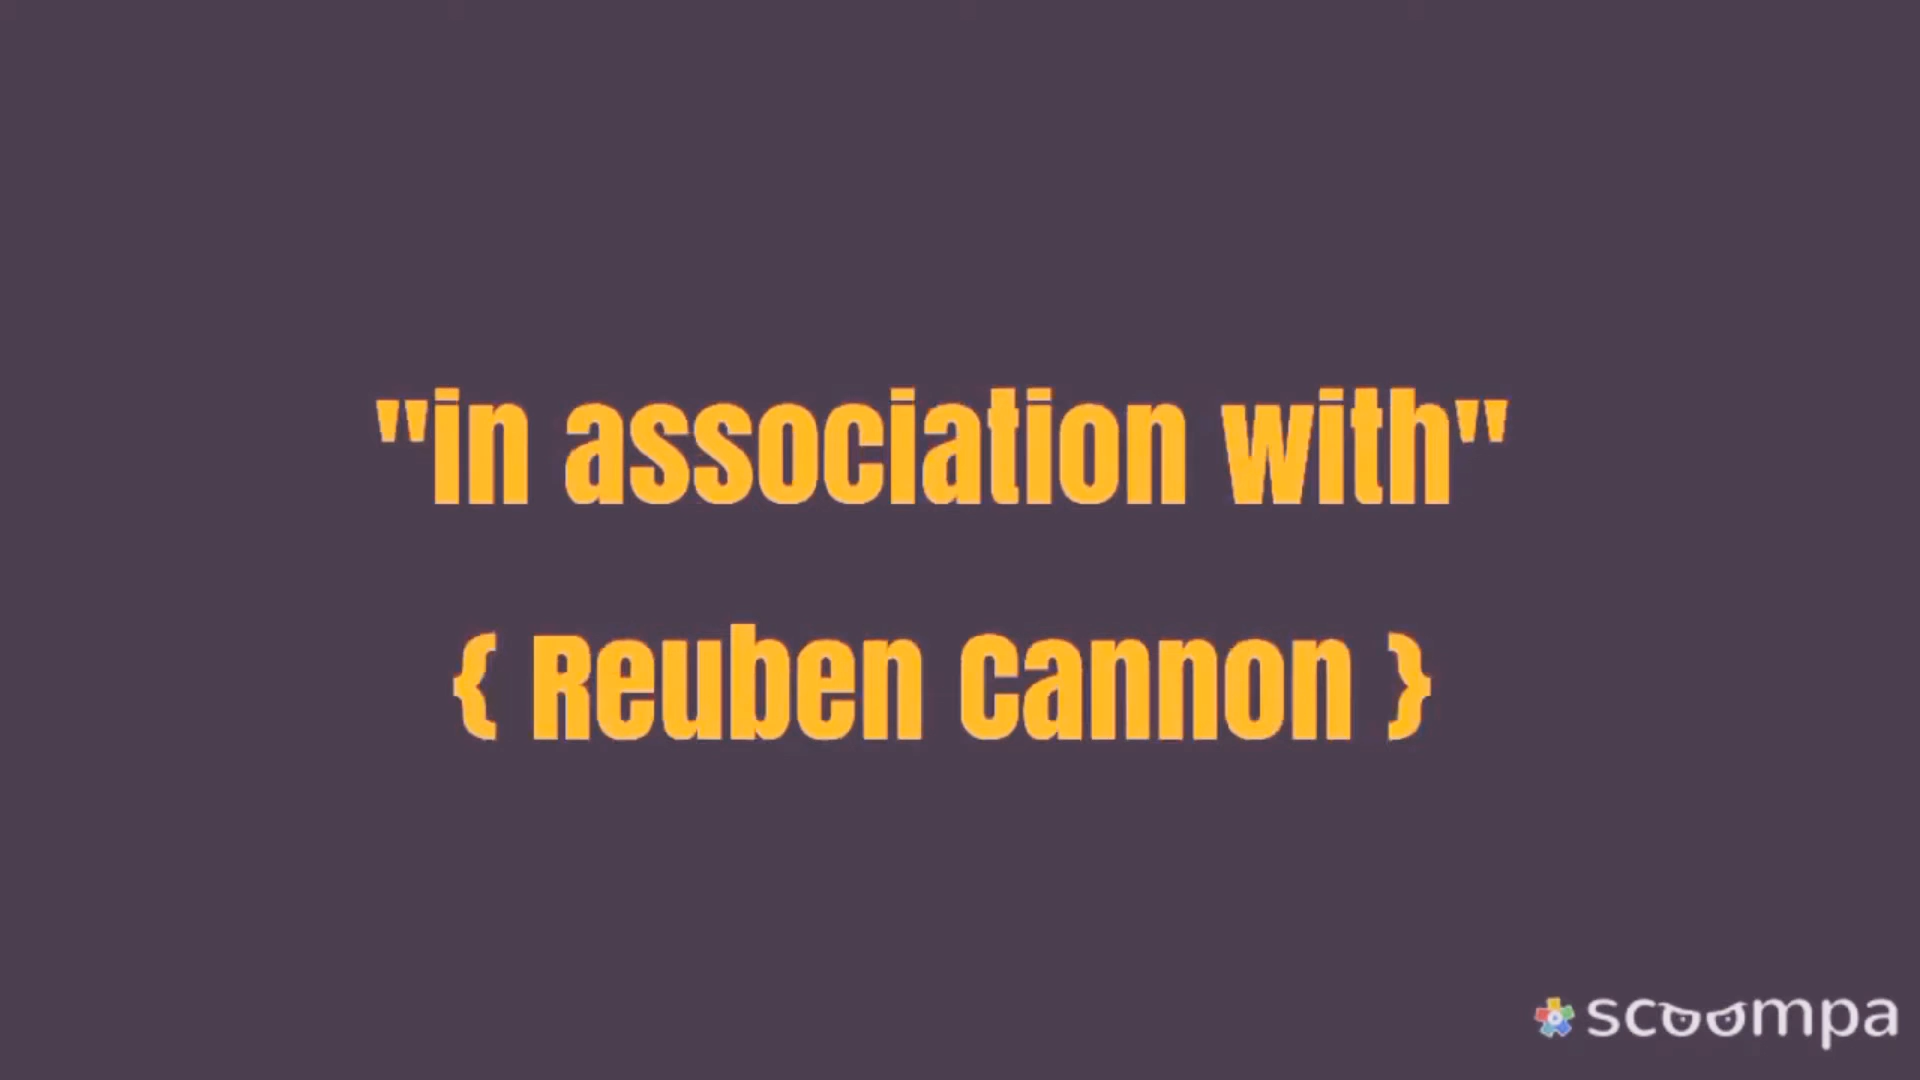 "in association with"
{ Reuben Cannon }
scoompa